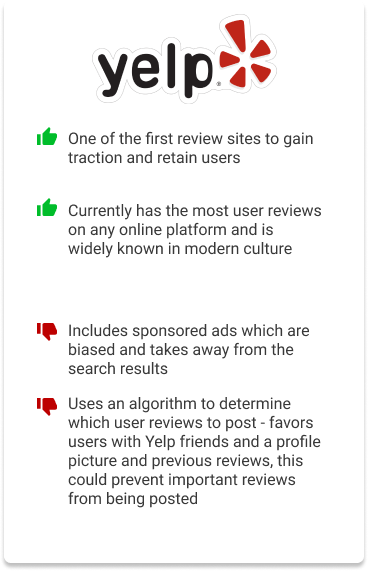 yelp
One of the first review sites to gain
traction and retain users
Currently has the most user reviews
on any online platform and is
widely known in modern culture
Includes sponsored ads which are
biased and takes away from the
search results
Uses an algorithm to determine
which user reviews to post - favors
users with Yelp friends and a profile
picture and previous reviews, this
could prevent important reviews
from being posted